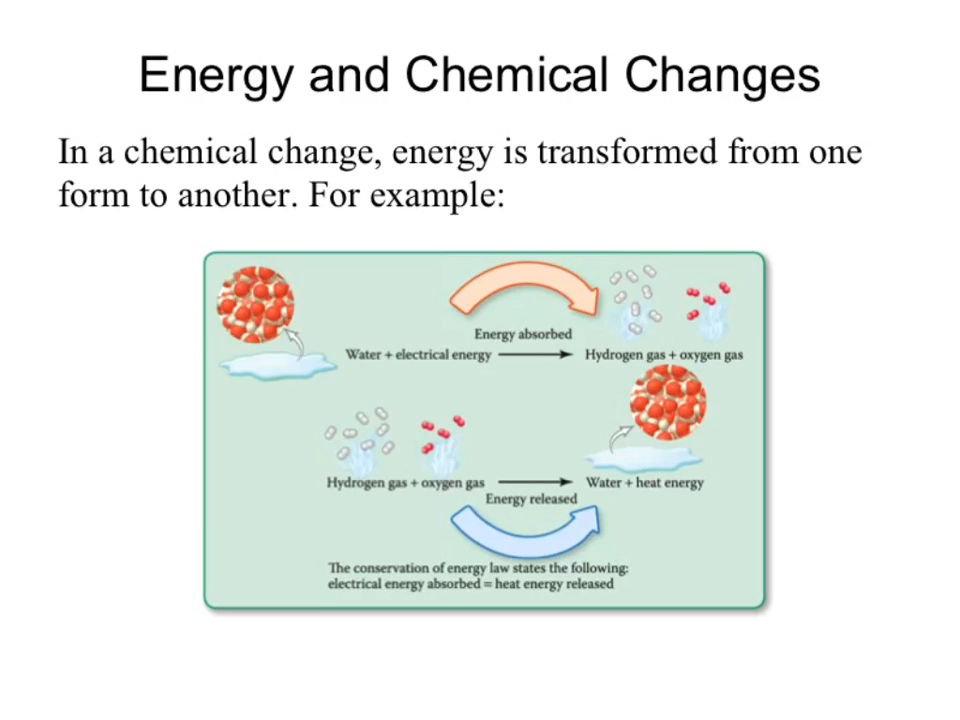 Energy and Chemical Changes
In a chemical change, energy is transformed from one
form to another. For example:
Energy absorbed
Water + electrical energy
Hydrogen gas + oxygen gas
Hydrogen gas + oxygen gas
Water + heat energy
Energy released
The conservation of energy law states the following:
electrical energy absorbed = heat energy released